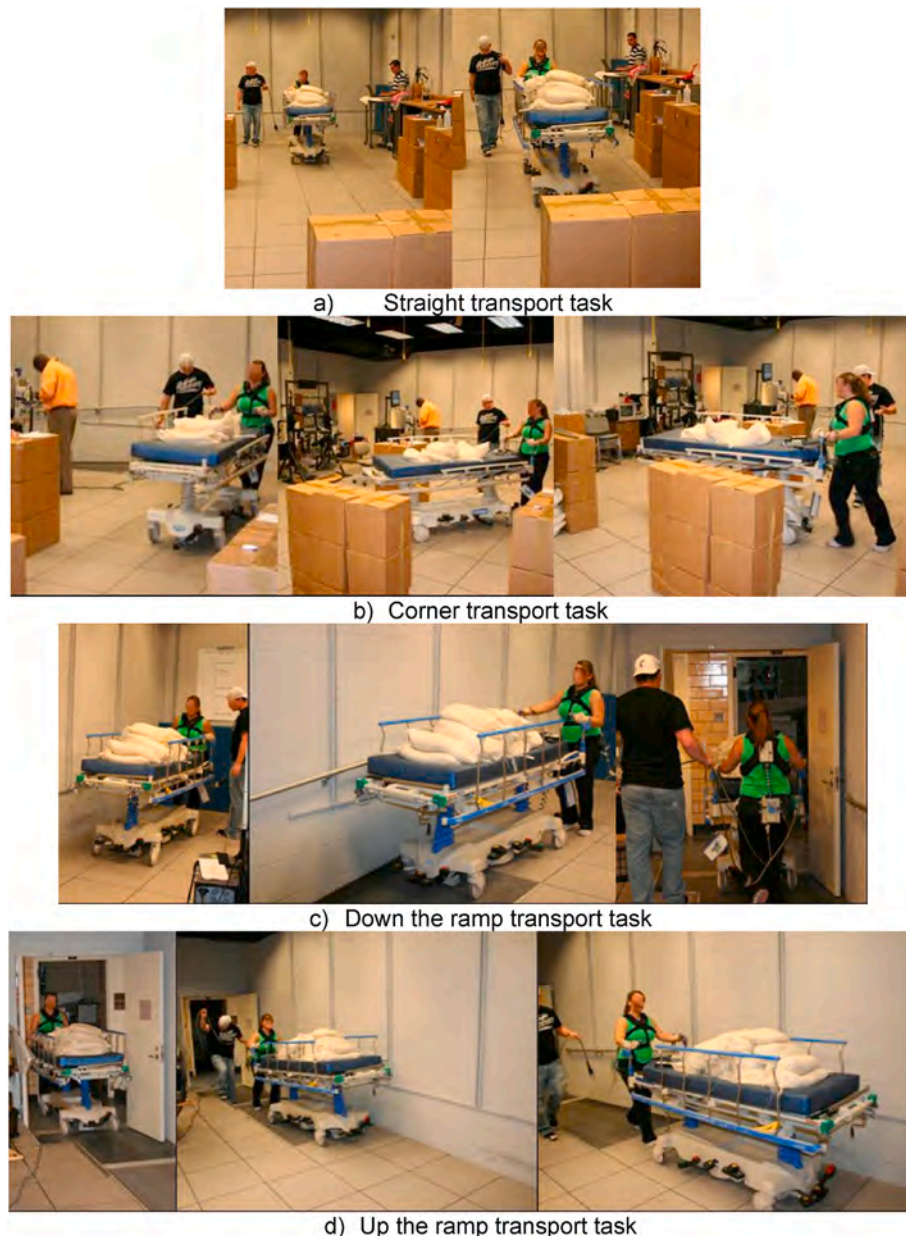 a) Straight transport task
b) Corner transport task
c) Down the ramp transport task
d) Up the ramp transport task